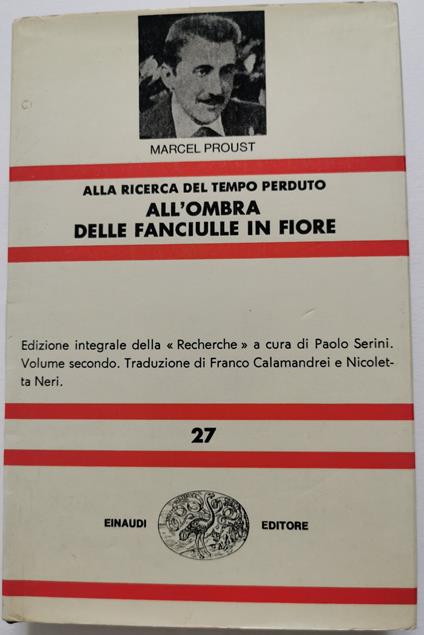 MARCEL PROUST
ALLA RICERCA DEL TEMPO PERDUTO
ALL'OMBRA
DELLE FANCIULLE IN FIORE
Edizione integrale della « Recherche » a cura di Paolo Serini.
Volume secondo. Traduzione di Franco Calamandrei e Nicolet-
ta Neri.
27
EINAUDI EDITORE